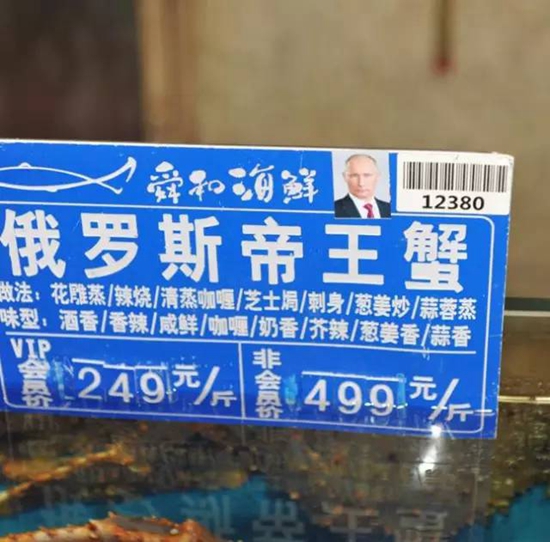 舜和海鲜
12380
俄罗斯帝王蟹
做法：花雕蒸/辣烧/清蒸咖喱/芝士焗/刺身/葱姜炒/蒜蓉蒸
味型：酒香/香辣/咸鲜/咖喱/奶香/芥辣/葱姜香/蒜香
VIP会员价 249元/斤
非会员价 499元/斤